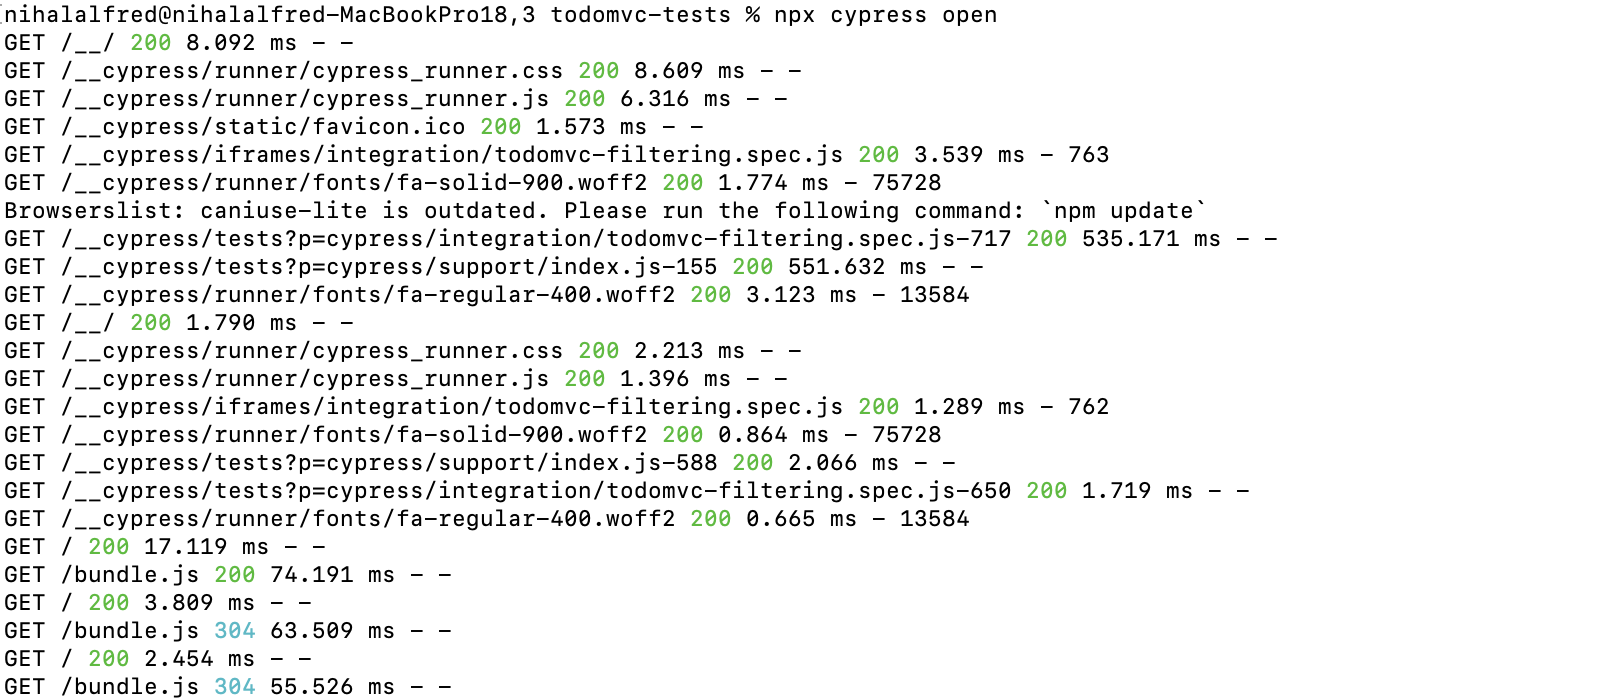 nihalalfred@nihalalfred-MacBookPro18,3 todomvc-tests % npx cypress open
GET /__/ 200 8.092 ms - -
GET /__cypress/runner/cypress_runner.css 200 8.609 ms - -
GET /__cypress/runner/cypress_runner.js 200 6.316 ms - -
GET /__cypress/static/favicon.ico 200 1.573 ms - -
GET /__cypress/iframes/integration/todomvc-filtering.spec.js 200 3.539 ms - 763
GET /__cypress/runner/fonts/fa-solid-900.woff2 200 1.774 ms - 75728
Browserslist: caniuse-lite is outdated. Please run the following command: `npm update`
GET /__cypress/tests?p=cypress/integration/todomvc-filtering.spec.js-717 200 535.171 ms - -
GET /__cypress/tests?p=cypress/support/index.js-155 200 551.632 ms - -
GET /__cypress/runner/fonts/fa-regular-400.woff2 200 3.123 ms - 13584
GET /__/ 200 1.790 ms - -
GET /__cypress/runner/cypress_runner.css 200 2.213 ms - -
GET /__cypress/runner/cypress_runner.js 200 1.396 ms - -
GET /__cypress/iframes/integration/todomvc-filtering.spec.js 200 1.289 ms - 762
GET /__cypress/runner/fonts/fa-solid-900.woff2 200 0.864 ms - 75728
GET /__cypress/tests?p=cypress/support/index.js-588 200 2.066 ms - -
GET /__cypress/tests?p=cypress/integration/todomvc-filtering.spec.js-650 200 1.719 ms - -
GET /__cypress/runner/fonts/fa-regular-400.woff2 200 0.665 ms - 13584
GET / 200 17.119 ms - -
GET /bundle.js 200 74.191 ms - -
GET / 200 3.809 ms - -
GET /bundle.js 304 63.509 ms - -
GET / 200 2.454 ms - -
GET /bundle.js 304 55.526 ms - -